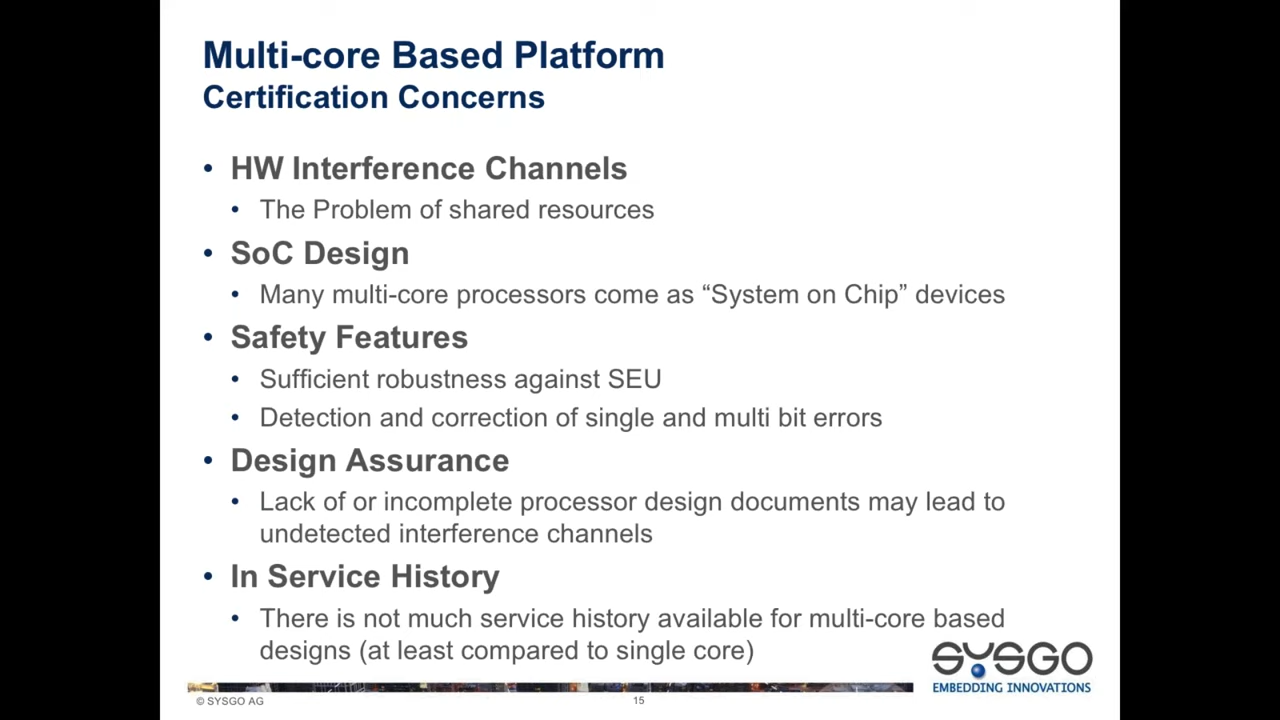 Multi-core Based Platform
Certification Concerns
• HW Interference Channels
• The Problem of shared resources
• SoC Design
• Many multi-core processors come as “System on Chip” devices
• Safety Features
• Sufficient robustness against SEU
• Detection and correction of single and multi bit errors
• Design Assurance
• Lack of or incomplete processor design documents may lead to
undetected interference channels
• In Service History
• There is not much service history available for multi-core based
designs (at least compared to single core)
SYSGO
EMBEDDING INNOVATIONS
© SYSGO AG
15